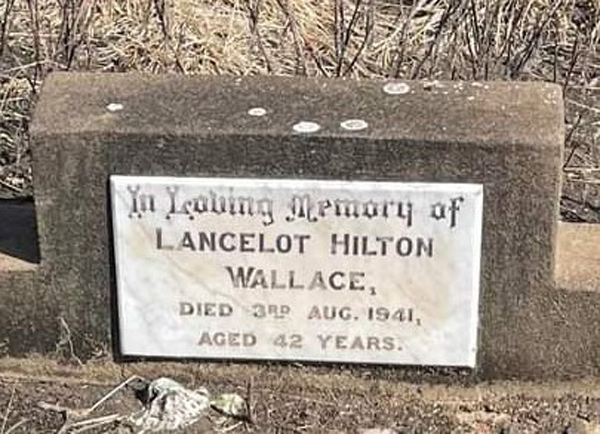 In Loving Memory of
LANCELOT HILTON
WALLACE,
DIED 3RD AUG. 1941,
AGED 42 YEARS.